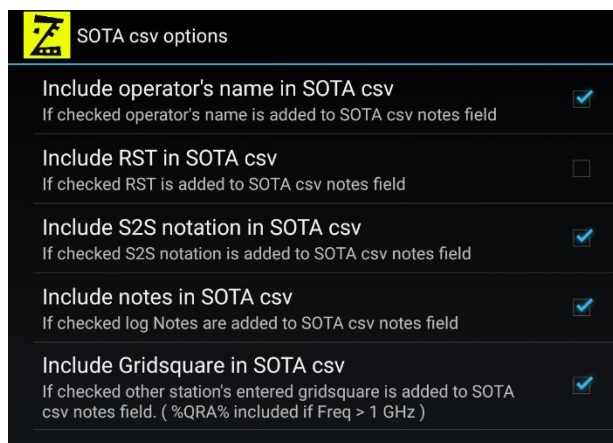 SOTA csv options
Include operator's name in SOTA csv
If checked operator's name is added to SOTA csv notes field
Include RST in SOTA csv
If checked RST is added to SOTA csv notes field
Include S2S notation in SOTA csv
If checked S2S notation is added to SOTA csv notes field
Include notes in SOTA csv
If checked log Notes are added to SOTA csv notes field
Include Gridsquare in SOTA csv
If checked other station's entered gridsquare is added to SOTA
csv notes field. ( %QRA% included if Freq > 1 GHz )